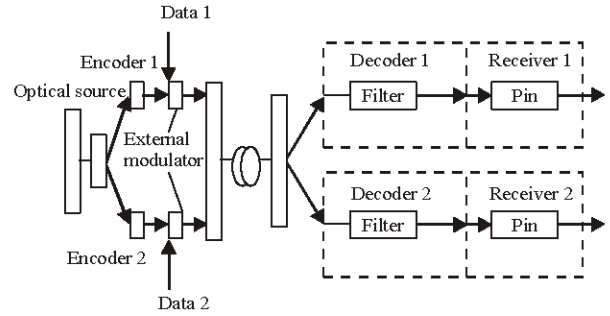 Data 1
Encoder 1
Optical source
External
modulator
Encoder 2
Data 2
Decoder 1
Receiver 1
Filter
Pin
Decoder 2
Receiver 2
Filter
Pin